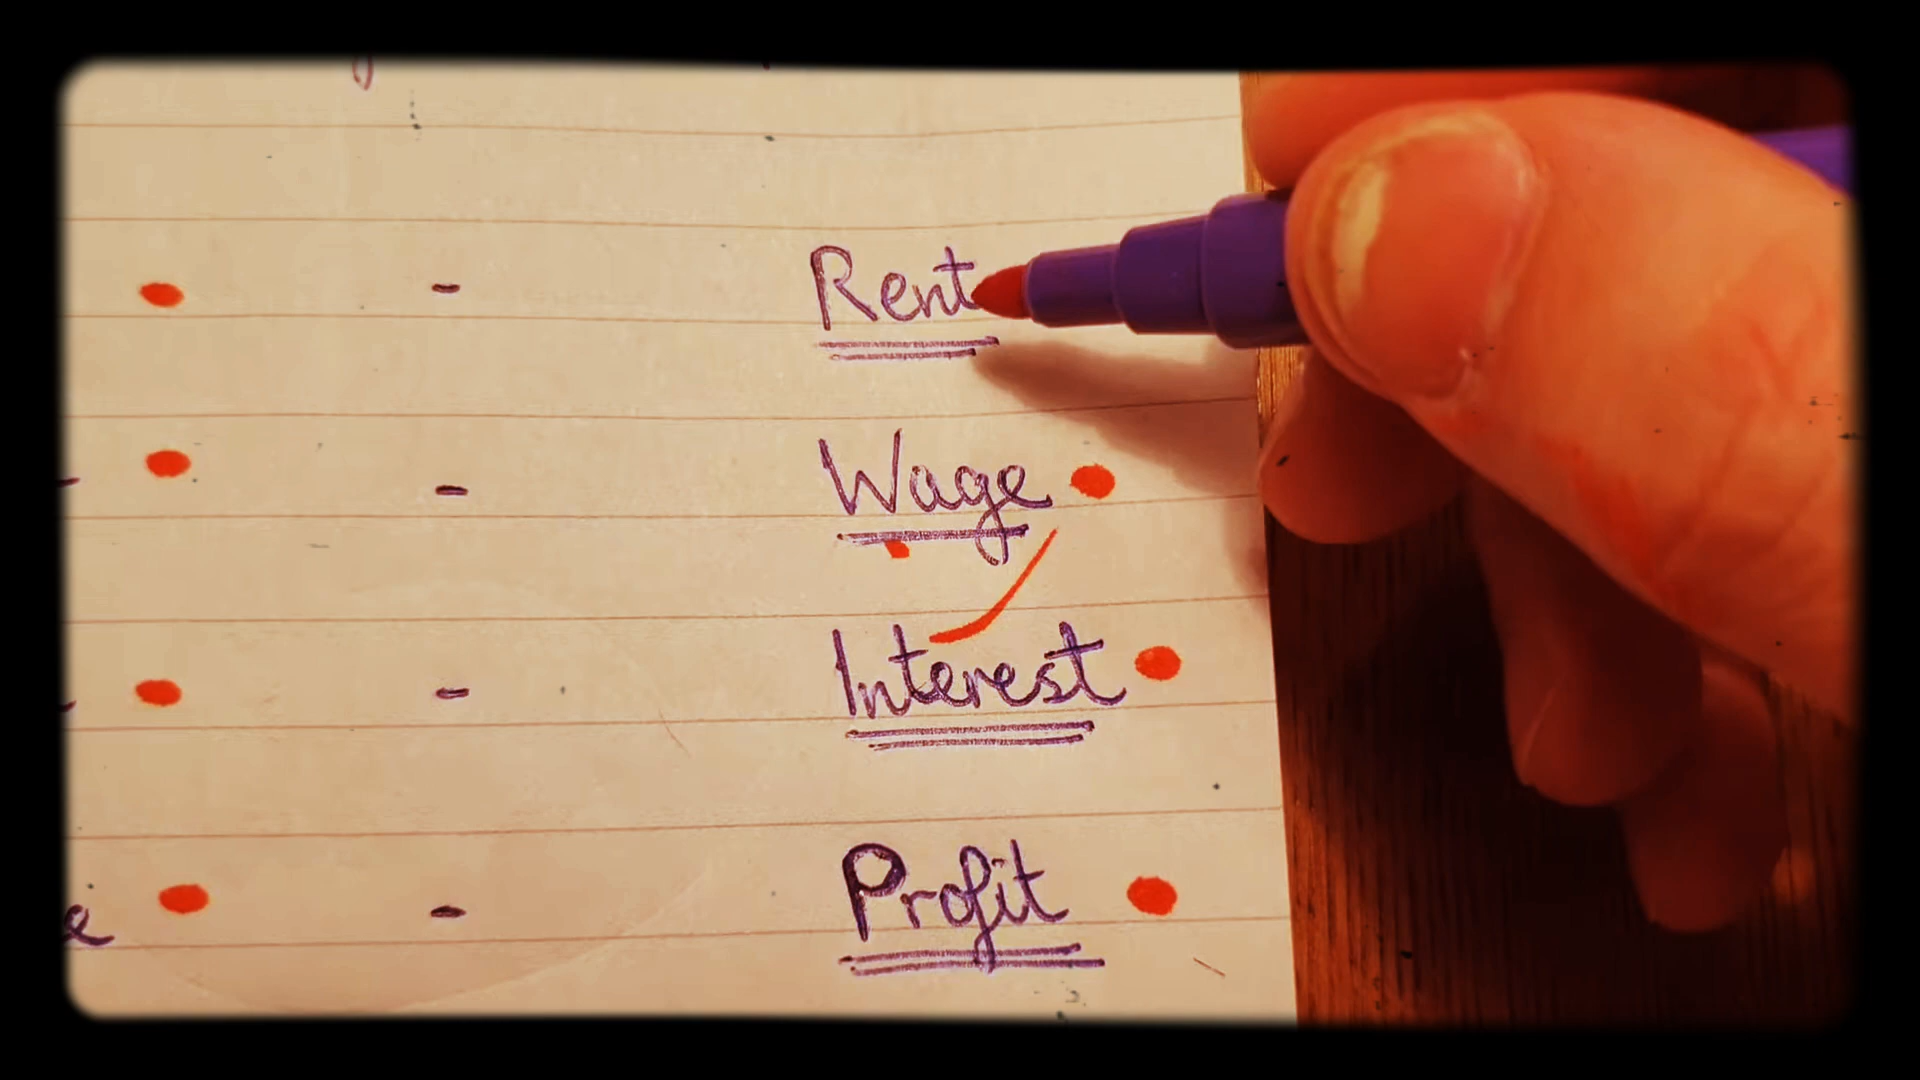 - Rent
- Wage
- Interest
e - Profit